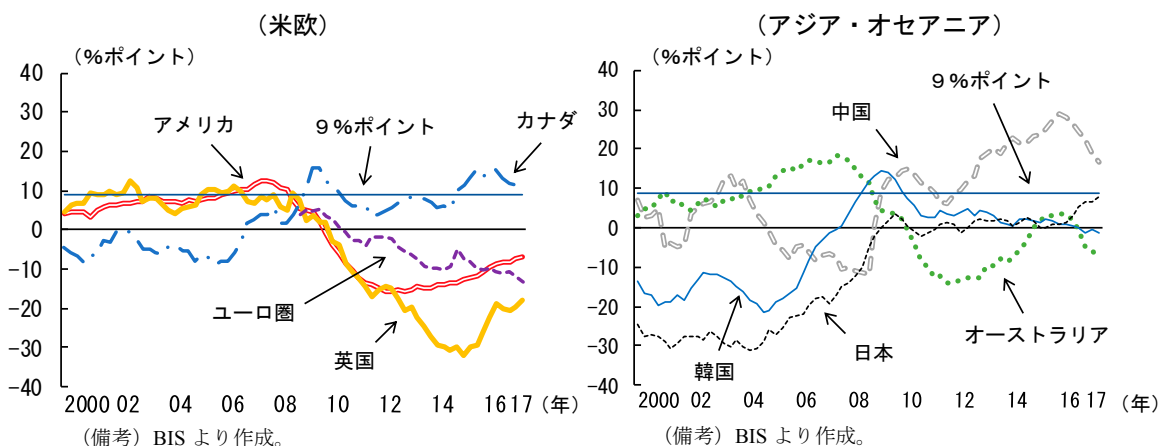 （米欧）
（％ポイント）
40
30
20
10
0
−10
−20
−30
−40
アメリカ
９％ポイント
カナダ
ユーロ圏
英国
2000 02 04 06 08 10 12 14 16 17（年）
（備考）BIS より作成。
（アジア・オセアニア）
（％ポイント）
40
30
20
10
0
−10
−20
−30
−40
中国
９％ポイント
オーストラリア
日本
韓国
2000 02 04 06 08 10 12 14 16 17（年）
（備考）BIS より作成。